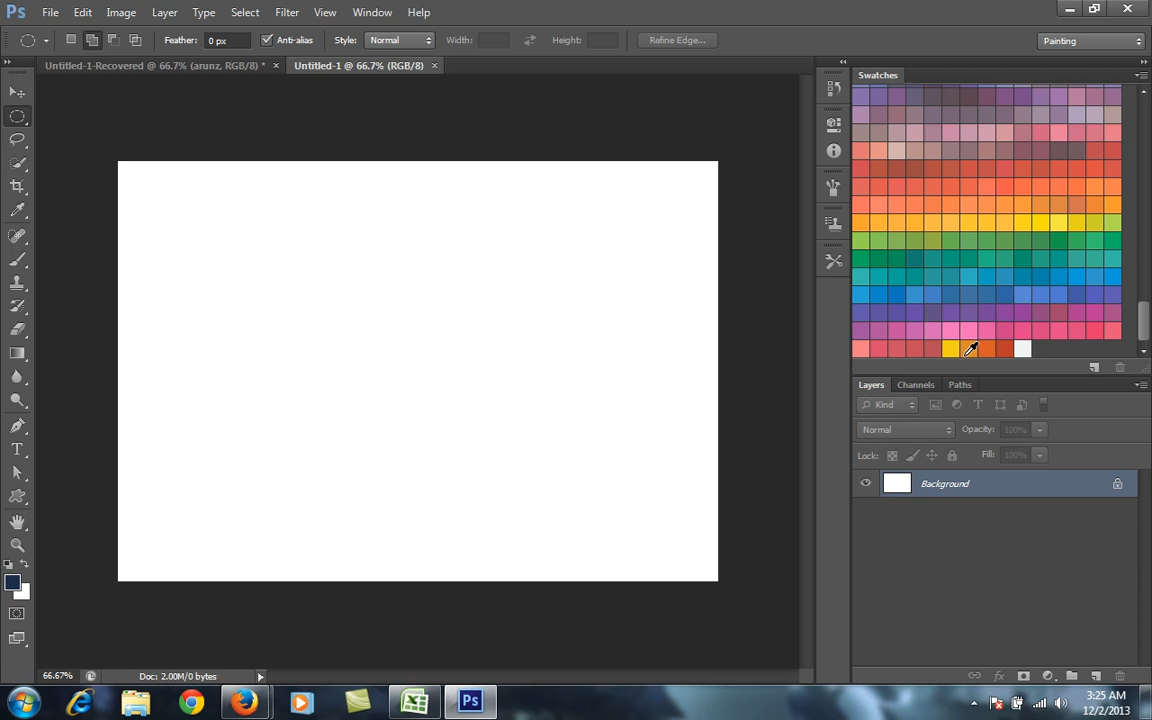 Ps File Edit Image Layer Type Select Filter View Window Help
Feather: 0 px Anti-alias Style: Normal Width: Height: Refine Edge... Painting
Untitled-1-Recovered @ 66.7% (arunz, RGB/8) * × Untitled-1 @ 66.7% (RGB/8) ×
Swatches
Layers Channels Paths
Kind
Normal Opacity: 100%
Lock: Fill: 100%
Background
66.67% Doc: 2.00M/0 bytes
Ps
3:25 AM
12/2/2013